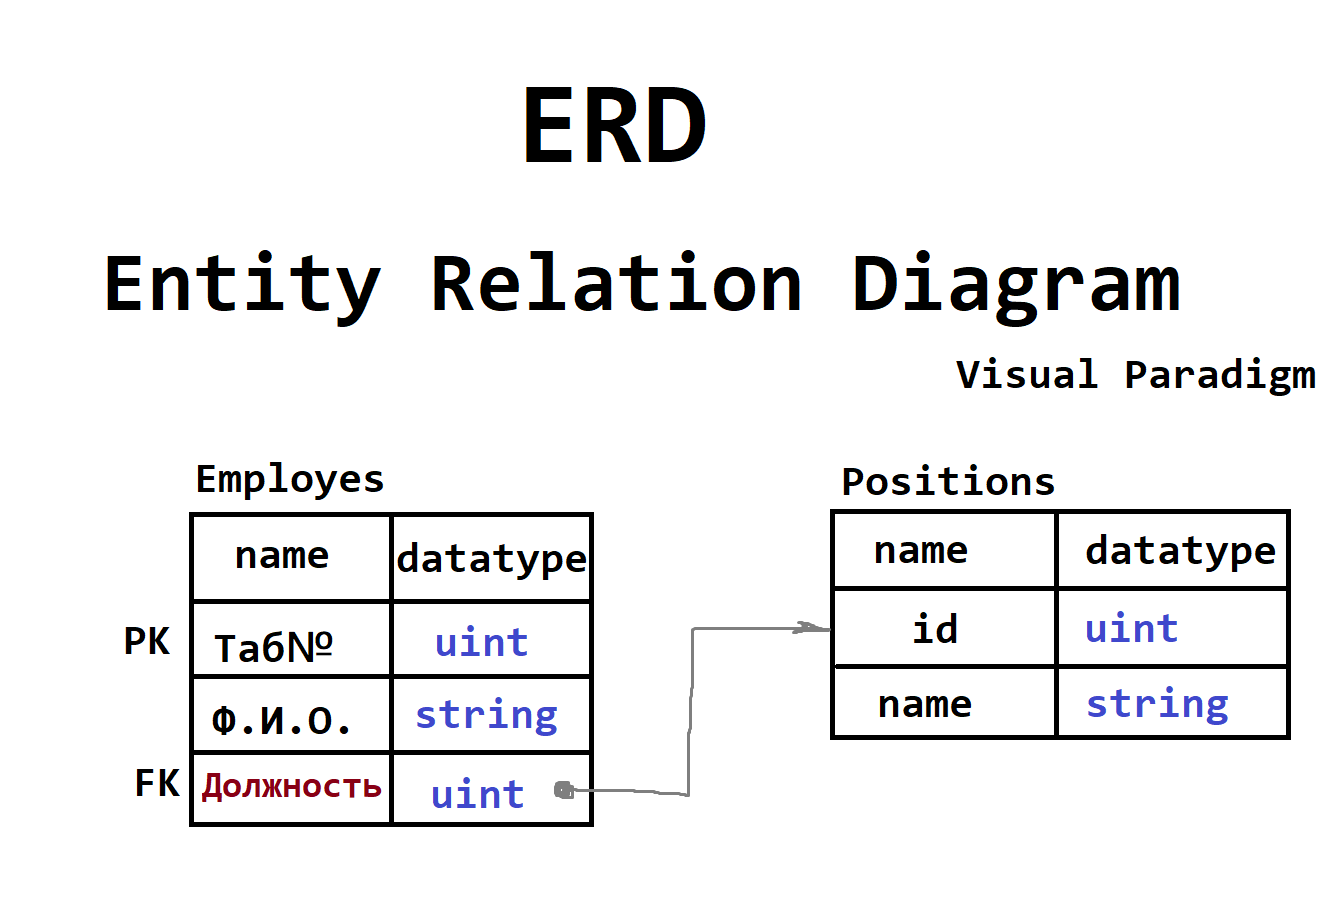 ERD
Entity Relation Diagram
Visual Paradigm
Employes
name datatype
PK Таб№ uint
Ф.И.О. string
FK Должность uint
Positions
name datatype
id uint
name string